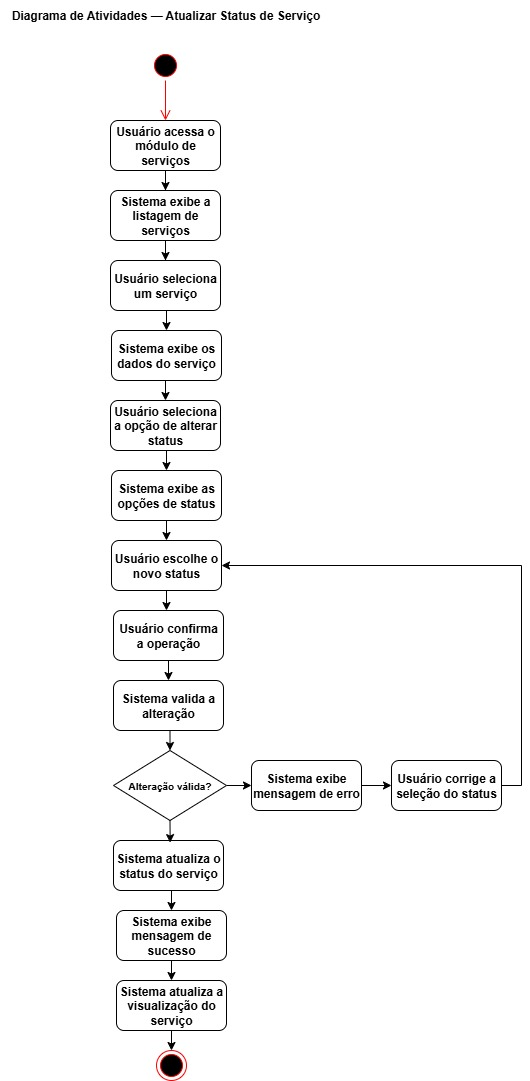 Diagrama de Atividades — Atualizar Status de Serviço
Usuário acessa o
módulo de
serviços
Sistema exibe a
listagem de
serviços
Usuário seleciona
um serviço
Sistema exibe os
dados do serviço
Usuário seleciona
a opção de alterar
status
Sistema exibe as
opções de status
Usuário escolhe o
novo status
Usuário confirma
a operação
Sistema valida a
alteração
Alteração válida?
Sistema exibe
mensagem de erro
Usuário corrige a
seleção do status
Sistema atualiza o
status do serviço
Sistema exibe
mensagem de
sucesso
Sistema atualiza a
visualização do
serviço